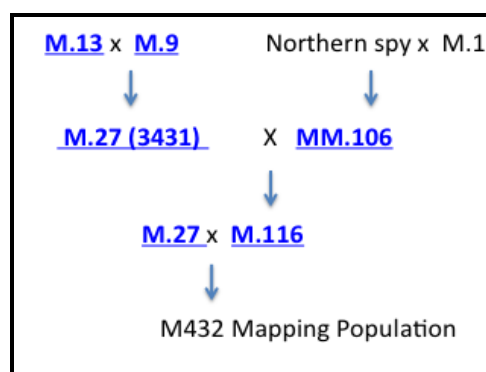 M.13 x M.9 Northern spy x M.1
M.27 (3431) X MM.106
M.27 x M.116
M432 Mapping Population